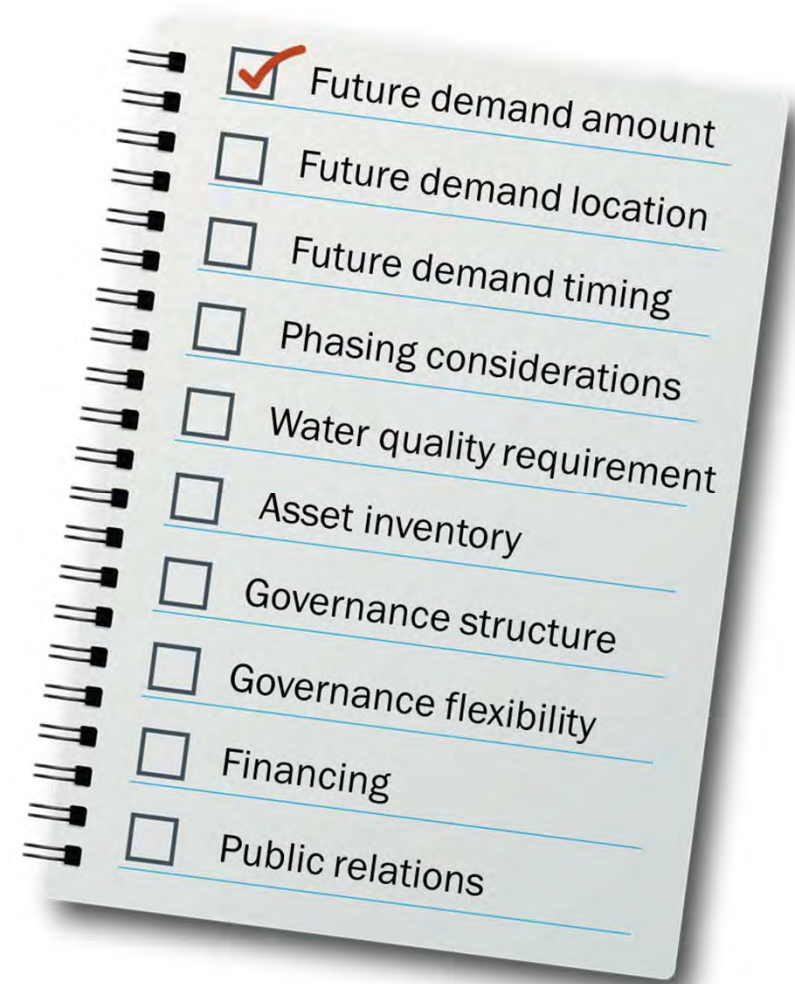 Future demand amount
Future demand location
Future demand timing
Phasing considerations
Water quality requirement
Asset inventory
Governance structure
Governance flexibility
Financing
Public relations